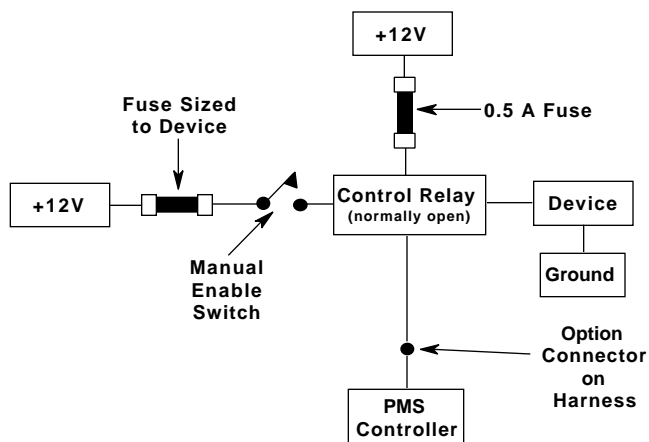 +12V
Fuse Sized
to Device
0.5 A Fuse
+12V
Control Relay
(normally open)
Device
Ground
Manual
Enable
Switch
Option
Connector
on
Harness
PMS
Controller